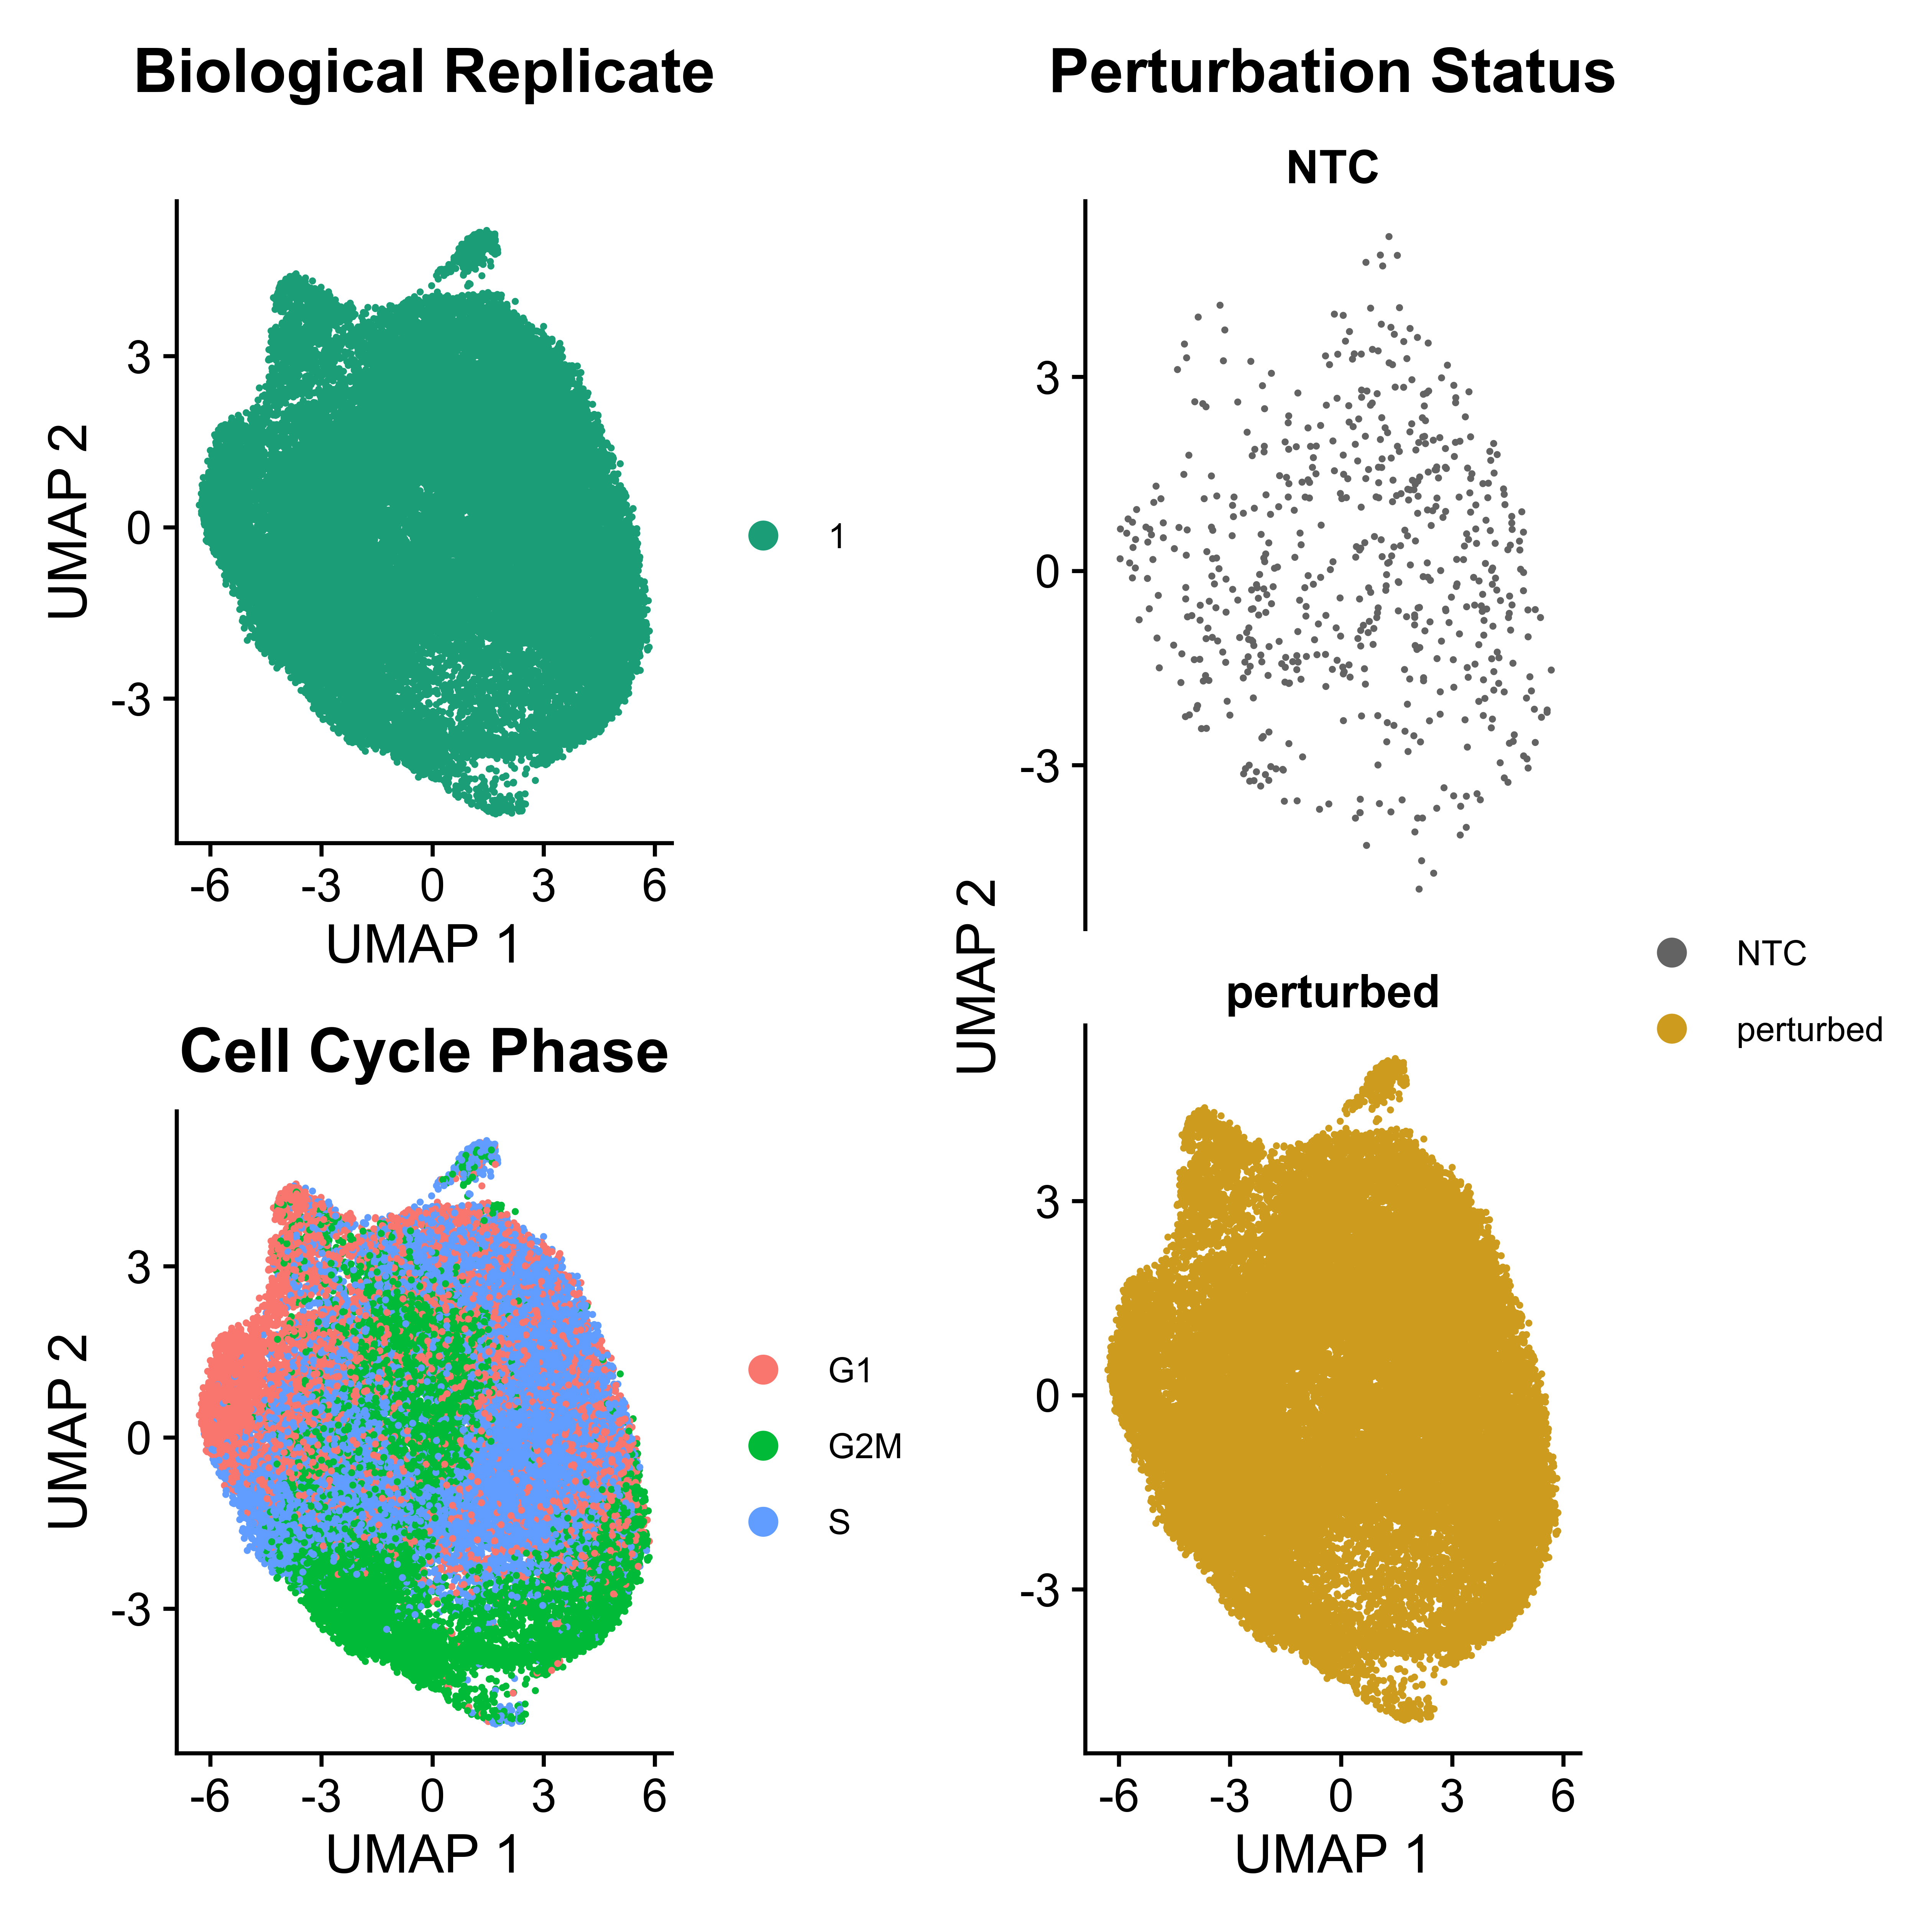 Biological Replicate
UMAP 2
3
0
-3
-6 -3 0 3 6
UMAP 1
1
Cell Cycle Phase
UMAP 2
3
0
-3
-6 -3 0 3 6
UMAP 1
G1
G2M
S
Perturbation Status
NTC
3
0
-3
UMAP 2
perturbed
3
0
-3
-6 -3 0 3 6
UMAP 1
NTC
perturbed